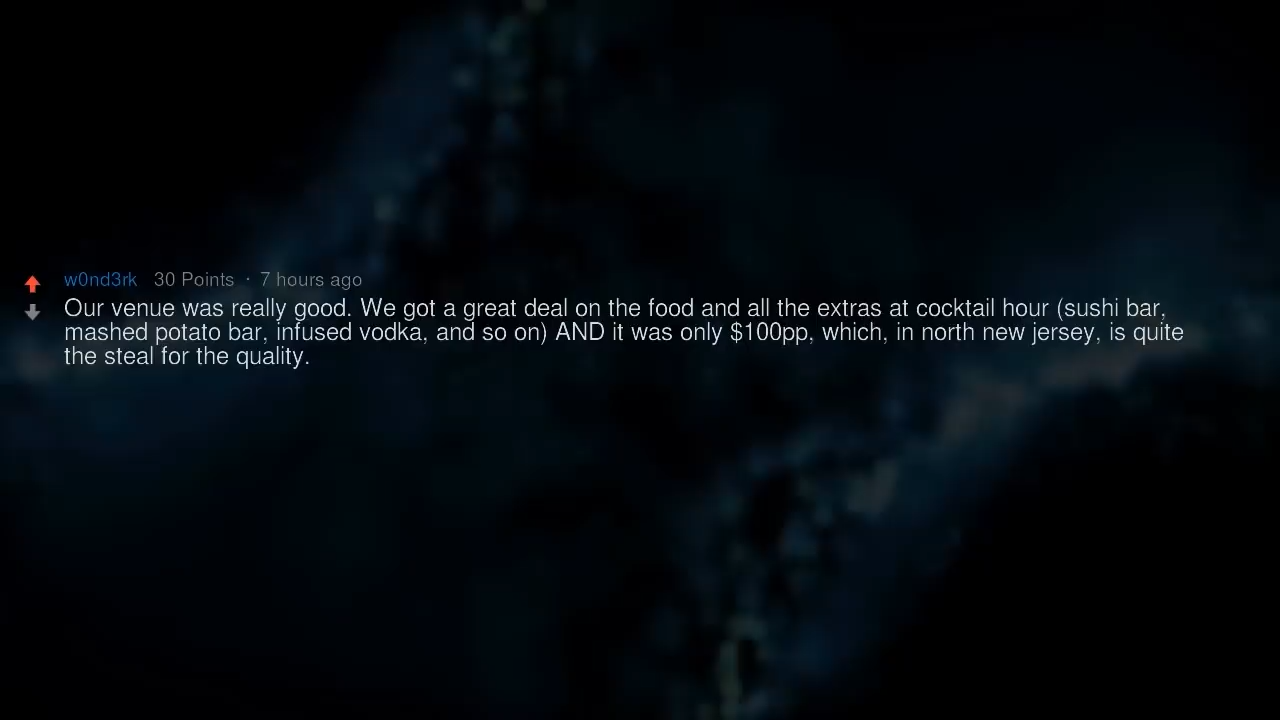 w0nd3rk 30 Points · 7 hours ago
Our venue was really good. We got a great deal on the food and all the extras at cocktail hour (sushi bar,
mashed potato bar, infused vodka, and so on) AND it was only $100pp, which, in north new jersey, is quite
the steal for the quality.